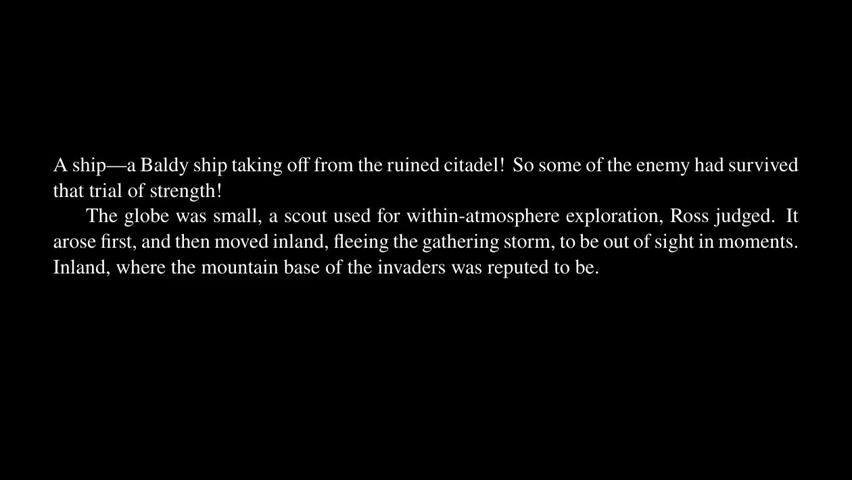 A ship—a Baldy ship taking off from the ruined citadel! So some of the enemy had survived
that trial of strength!
The globe was small, a scout used for within-atmosphere exploration, Ross judged. It
arose first, and then moved inland, fleeing the gathering storm, to be out of sight in moments.
Inland, where the mountain base of the invaders was reputed to be.